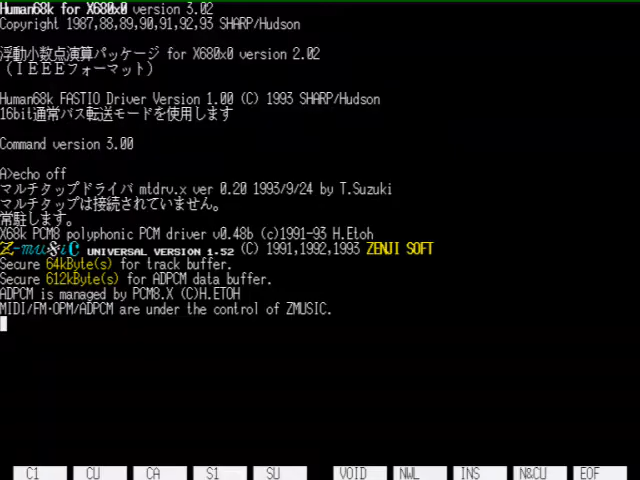 Human68k for X680x0 version 3.02
Copyright 1987,88,89,90,91,92,93 SHARP/Hudson
浮動小数点演算パッケージ for X680x0 version 2.02
（ＩＥＥＥフォーマット）
Human68k FASTIO Driver Version 1.00 (C) 1993 SHARP/Hudson
16bit通常バス転送モードを使用します
Command version 3.00
A>echo off
マルチタップドライバ mtdrv.x ver 0.20 1993/9/24 by T.Suzuki
マルチタップは接続されていません。
常駐します。
X68k PCM8 polyphonic PCM driver v0.48b (c)1991-93 H.Etoh
Z-muSiC UNIVERSAL VERSION 1.52 (C) 1991,1992,1993 ZENJI SOFT
Secure 64kByte(s) for track buffer.
Secure 612kByte(s) for ADPCM data buffer.
ADPCM is managed by PCM8.X (C)H.ETOH
MIDI/FM-OPM/ADPCM are under the control of ZMUSIC.
C1 CU CA S1 SU VOID NWL INS N&CU EOF